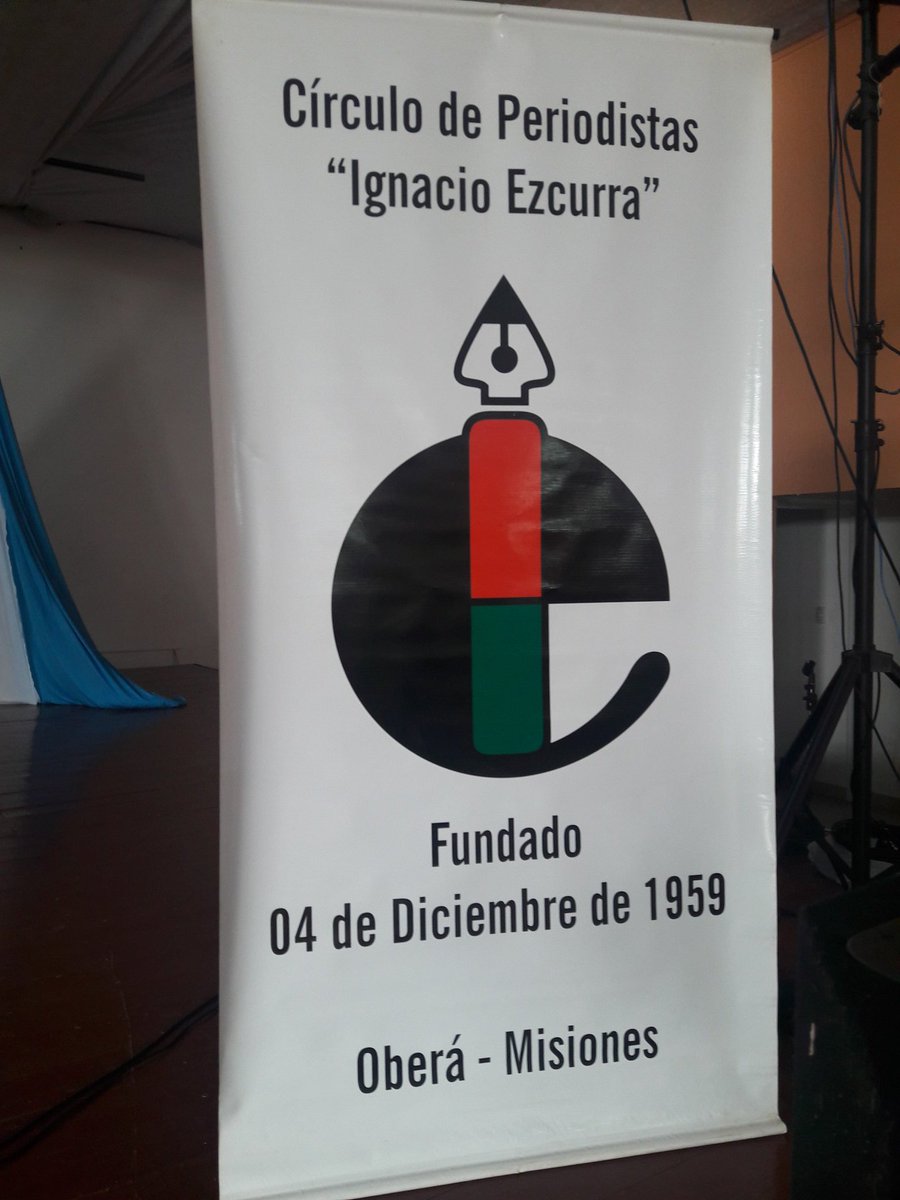 Círculo de Periodistas
“Ignacio Ezcurra”
Fundado
04 de Diciembre de 1959
Oberá - Misiones